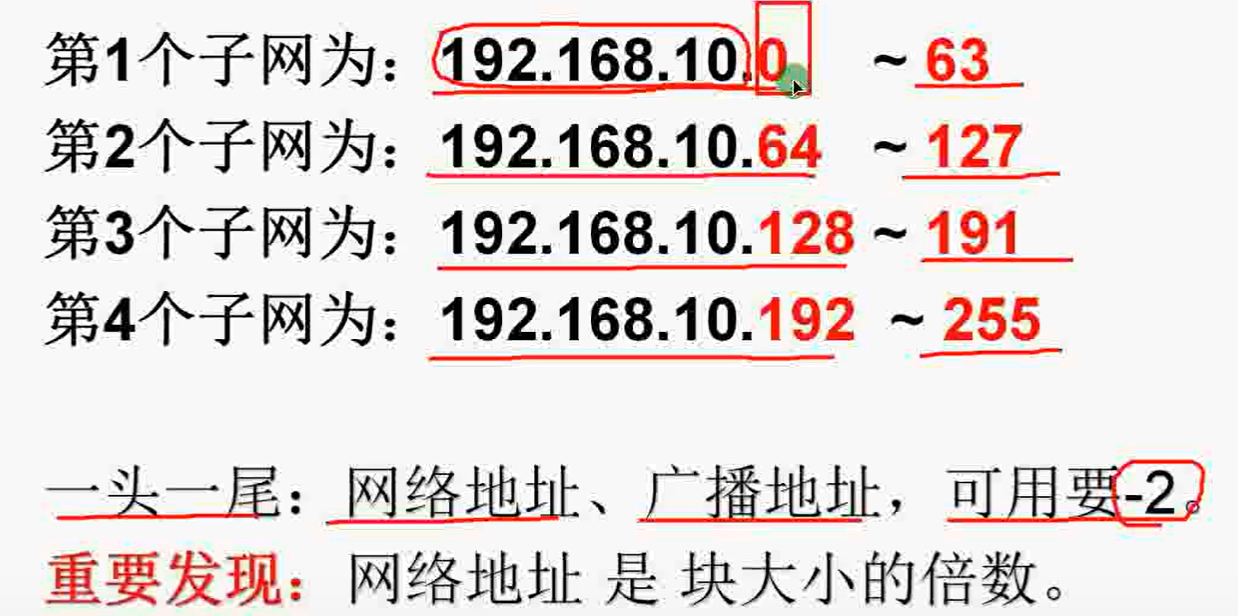 第1个子网为：192.168.10.0 ~ 63
第2个子网为：192.168.10.64 ~ 127
第3个子网为：192.168.10.128 ~ 191
第4个子网为：192.168.10.192 ~ 255
一头一尾：网络地址、广播地址，可用要-2。
重要发现：网络地址 是 块大小的倍数。